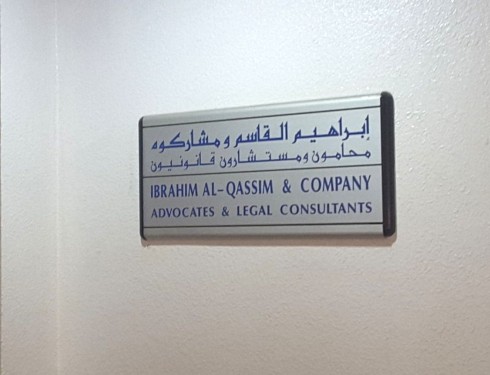 إبراهيم القاسم ومشاركوه
محامون ومستشارون قانونيون
IBRAHIM AL-QASSIM & COMPANY
ADVOCATES & LEGAL CONSULTANTS